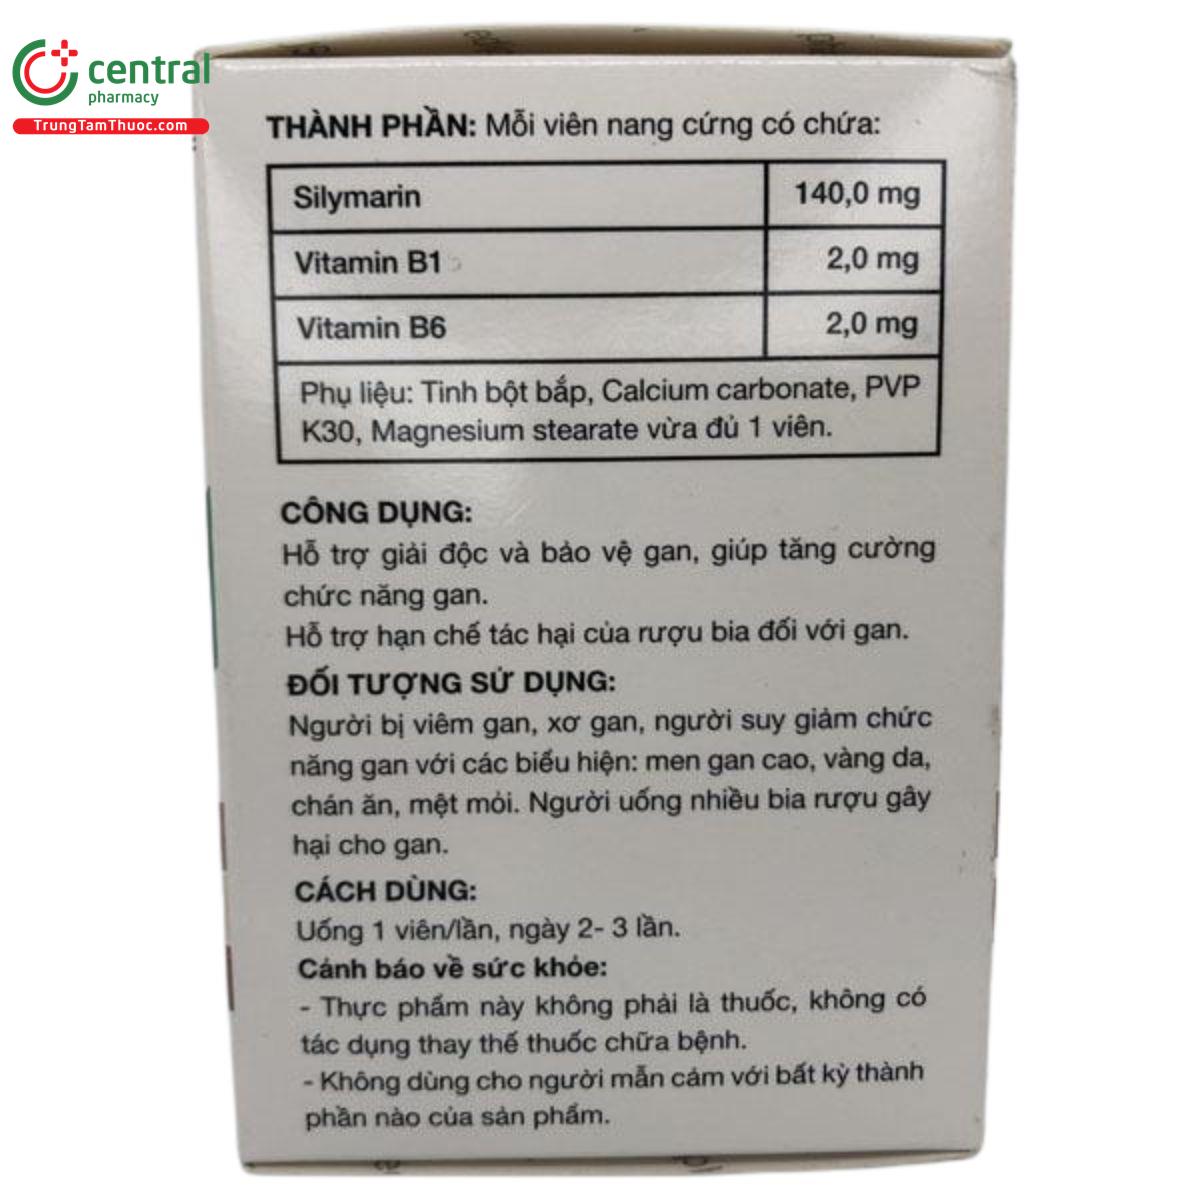 central
pharmacy
TrungTamThuoc.com
THÀNH PHẦN: Mỗi viên nang cứng có chứa:
Silymarin 140,0 mg
Vitamin B1 2,0 mg
Vitamin B6 2,0 mg
Phụ liệu: Tinh bột bắp, Calcium carbonate, PVP
K30, Magnesium stearate vừa đủ 1 viên.
CÔNG DỤNG:
Hỗ trợ giải độc và bảo vệ gan, giúp tăng cường
chức năng gan.
Hỗ trợ hạn chế tác hại của rượu bia đối với gan.
ĐỐI TƯỢNG SỬ DỤNG:
Người bị viêm gan, xơ gan, người suy giảm chức
năng gan với các biểu hiện: men gan cao, vàng da,
chán ăn, mệt mỏi. Người uống nhiều bia rượu gây
hại cho gan.
CÁCH DÙNG:
Uống 1 viên/lần, ngày 2- 3 lần.
Cảnh báo về sức khỏe:
- Thực phẩm này không phải là thuốc, không có
tác dụng thay thế thuốc chữa bệnh.
- Không dùng cho người mẫn cảm với bất kỳ thành
phần nào của sản phẩm.